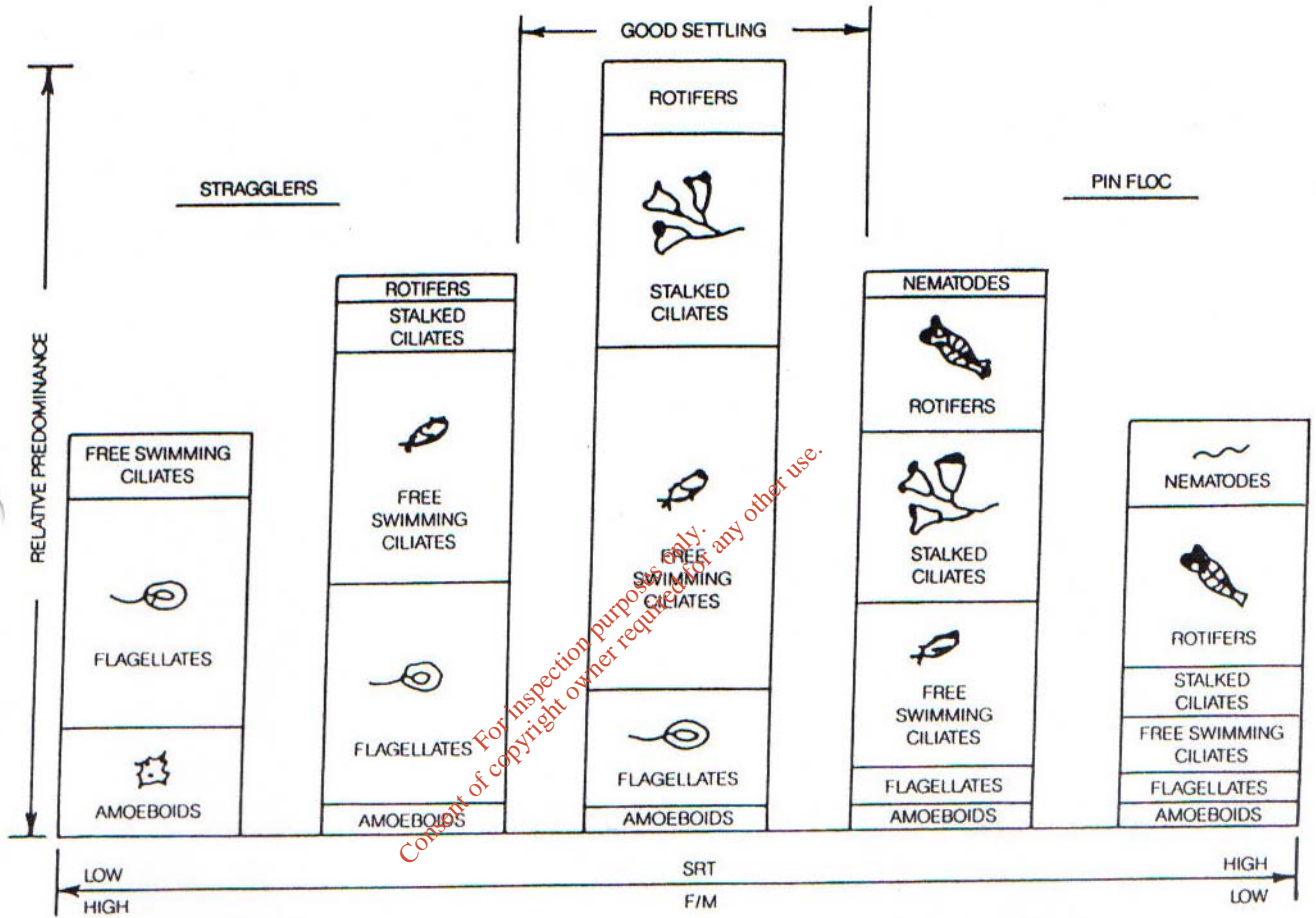 GOOD SETTLING
STRAGGLERS
PIN FLOC
RELATIVE PREDOMINANCE
FREE SWIMMING
CILIATES
FLAGELLATES
AMOEBOIDS
ROTIFERS
STALKED
CILIATES
FREE
SWIMMING
CILIATES
FLAGELLATES
AMOEBOIDS
ROTIFERS
STALKED
CILIATES
FREE
SWIMMING
CILIATES
FLAGELLATES
AMOEBOIDS
NEMATODES
ROTIFERS
STALKED
CILIATES
FREE
SWIMMING
CILIATES
FLAGELLATES
AMOEBOIDS
NEMATODES
ROTIFERS
STALKED
CILIATES
FREE SWIMMING
CILIATES
FLAGELLATES
AMOEBOIDS
For inspection purposes only.
Consent of copyright owner required for any other use.
LOW SRT HIGH
HIGH F/M LOW